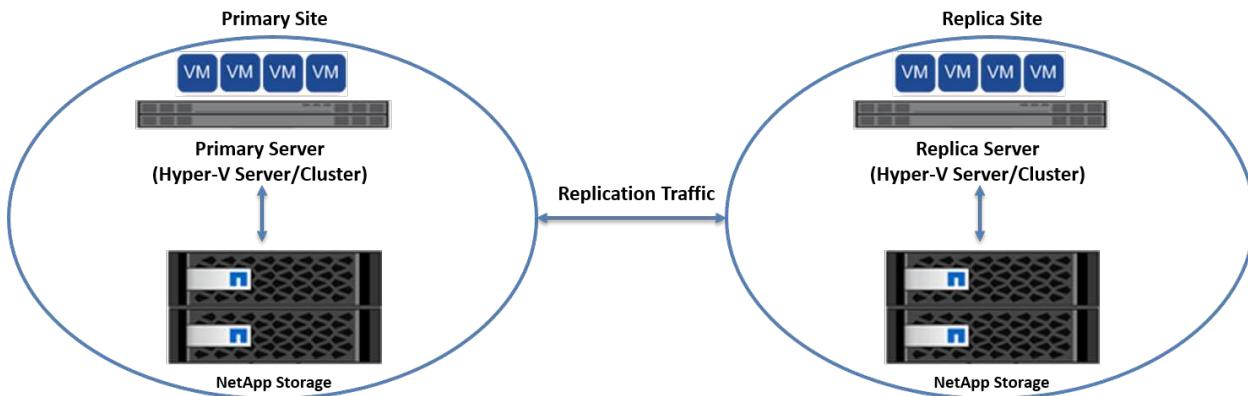 Primary Site
VM VM VM VM
Primary Server
(Hyper-V Server/Cluster)
NetApp Storage
Replication Traffic
Replica Site
VM VM VM VM
Replica Server
(Hyper-V Server/Cluster)
NetApp Storage